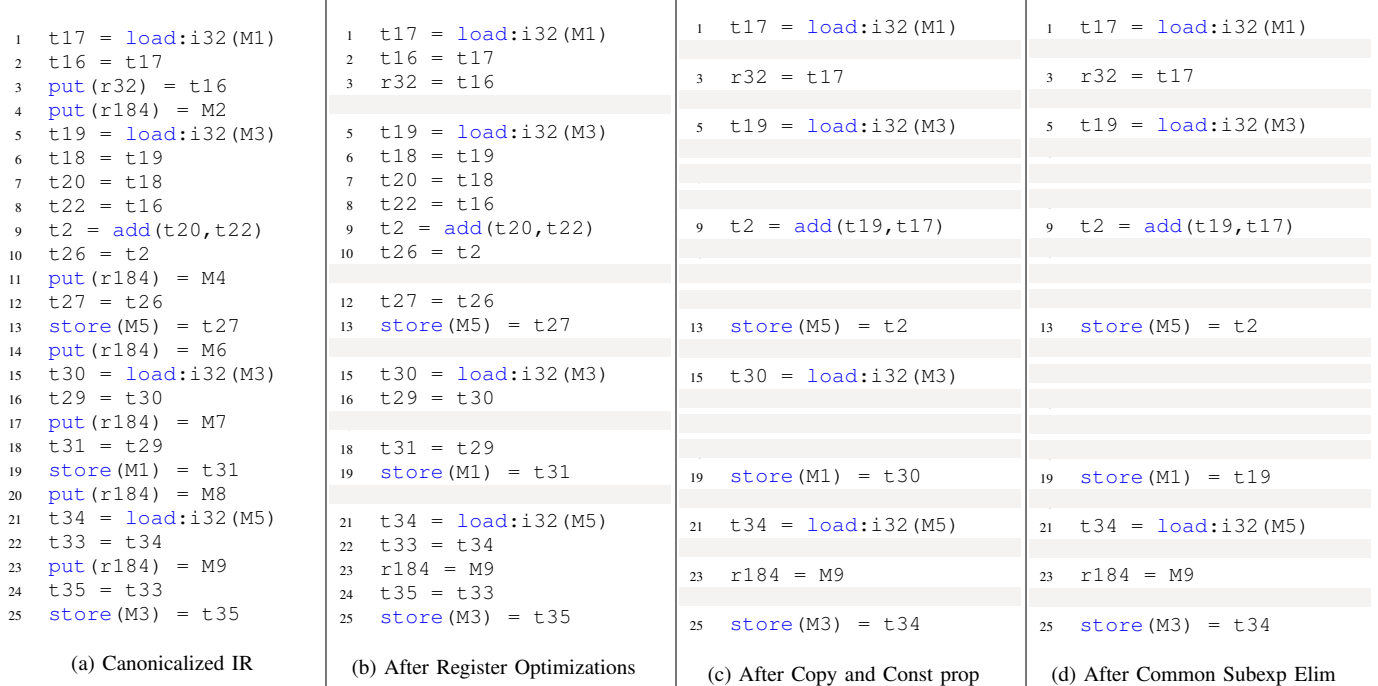 1 t17 = load:i32(M1)
2 t16 = t17
3 put(r32) = t16
4 put(r184) = M2
5 t19 = load:i32(M3)
6 t18 = t19
7 t20 = t18
8 t22 = t16
9 t2 = add(t20,t22)
10 t26 = t2
11 put(r184) = M4
12 t27 = t26
13 store(M5) = t27
14 put(r184) = M6
15 t30 = load:i32(M3)
16 t29 = t30
17 put(r184) = M7
18 t31 = t29
19 store(M1) = t31
20 put(r184) = M8
21 t34 = load:i32(M5)
22 t33 = t34
23 put(r184) = M9
24 t35 = t33
25 store(M3) = t35
(a) Canonicalized IR
1 t17 = load:i32(M1)
2 t16 = t17
3 r32 = t16
5 t19 = load:i32(M3)
6 t18 = t19
7 t20 = t18
8 t22 = t16
9 t2 = add(t20,t22)
10 t26 = t2
12 t27 = t26
13 store(M5) = t27
15 t30 = load:i32(M3)
16 t29 = t30
18 t31 = t29
19 store(M1) = t31
21 t34 = load:i32(M5)
22 t33 = t34
23 r184 = M9
24 t35 = t33
25 store(M3) = t35
(b) After Register Optimizations
1 t17 = load:i32(M1)
3 r32 = t17
5 t19 = load:i32(M3)
9 t2 = add(t19,t17)
13 store(M5) = t2
15 t30 = load:i32(M3)
19 store(M1) = t30
21 t34 = load:i32(M5)
23 r184 = M9
25 store(M3) = t34
(c) After Copy and Const prop
1 t17 = load:i32(M1)
3 r32 = t17
5 t19 = load:i32(M3)
9 t2 = add(t19,t17)
13 store(M5) = t2
19 store(M1) = t19
21 t34 = load:i32(M5)
23 r184 = M9
25 store(M3) = t34
(d) After Common Subexp Elim